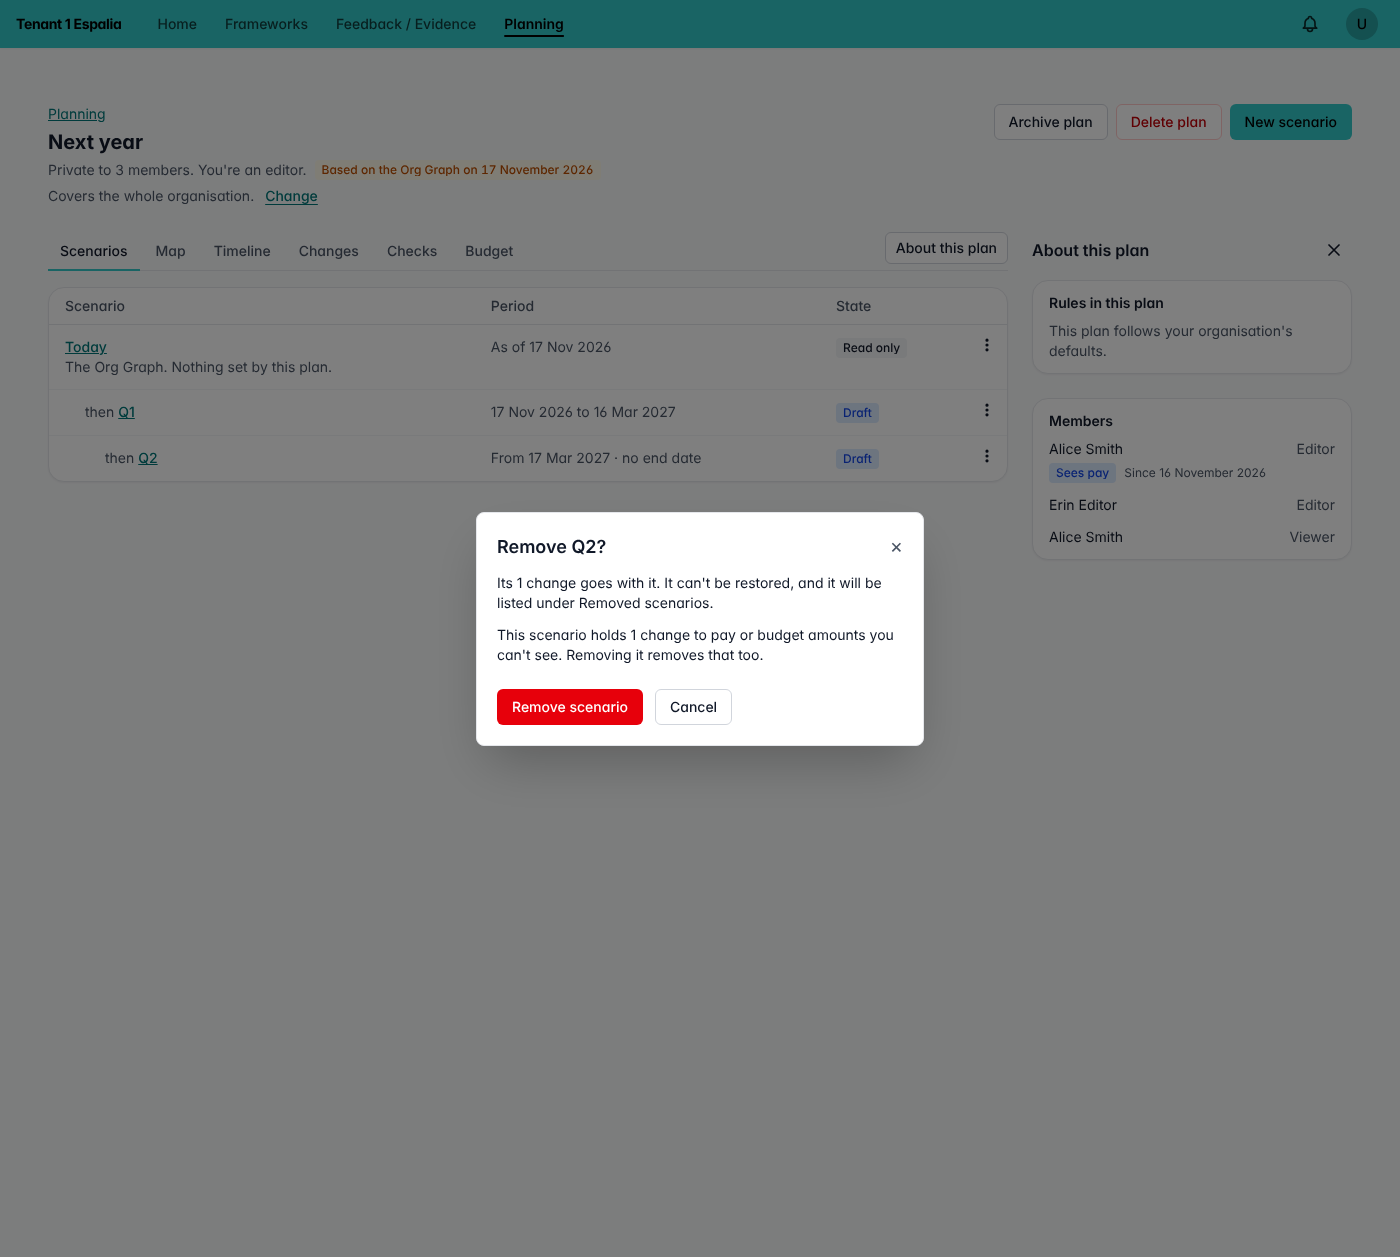 Tenant 1 Espalia
Home
Frameworks
Feedback / Evidence
Planning
U
Planning
Next year
Private to 3 members. You're an editor.
Based on the Org Graph on 17 November 2026
Covers the whole organisation.
Change
Archive plan
Delete plan
New scenario
Scenarios
Map
Timeline
Changes
Checks
Budget
About this plan
Scenario
Period
State
Today
As of 17 Nov 2026
Read only
The Org Graph. Nothing set by this plan.
then Q1
17 Nov 2026 to 16 Mar 2027
Draft
then Q2
From 17 Mar 2027 · no end date
Draft
About this plan
Rules in this plan
This plan follows your organisation's
defaults.
Members
Alice Smith
Editor
Sees pay
Since 16 November 2026
Erin Editor
Editor
Alice Smith
Viewer
Remove Q2?
Its 1 change goes with it. It can't be restored, and it will be
listed under Removed scenarios.
This scenario holds 1 change to pay or budget amounts you
can't see. Removing it removes that too.
Remove scenario
Cancel